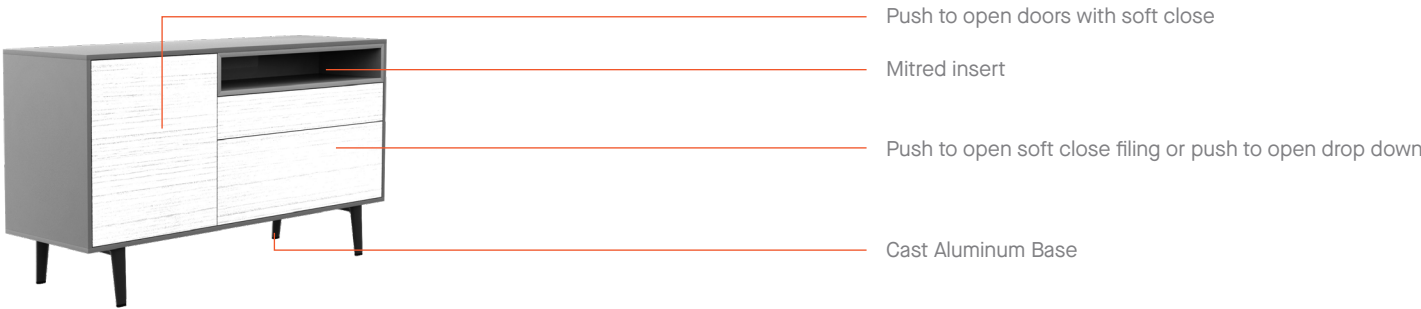 Push to open doors with soft close
Mitred insert
Push to open soft close filing or push to open drop down
Cast Aluminum Base